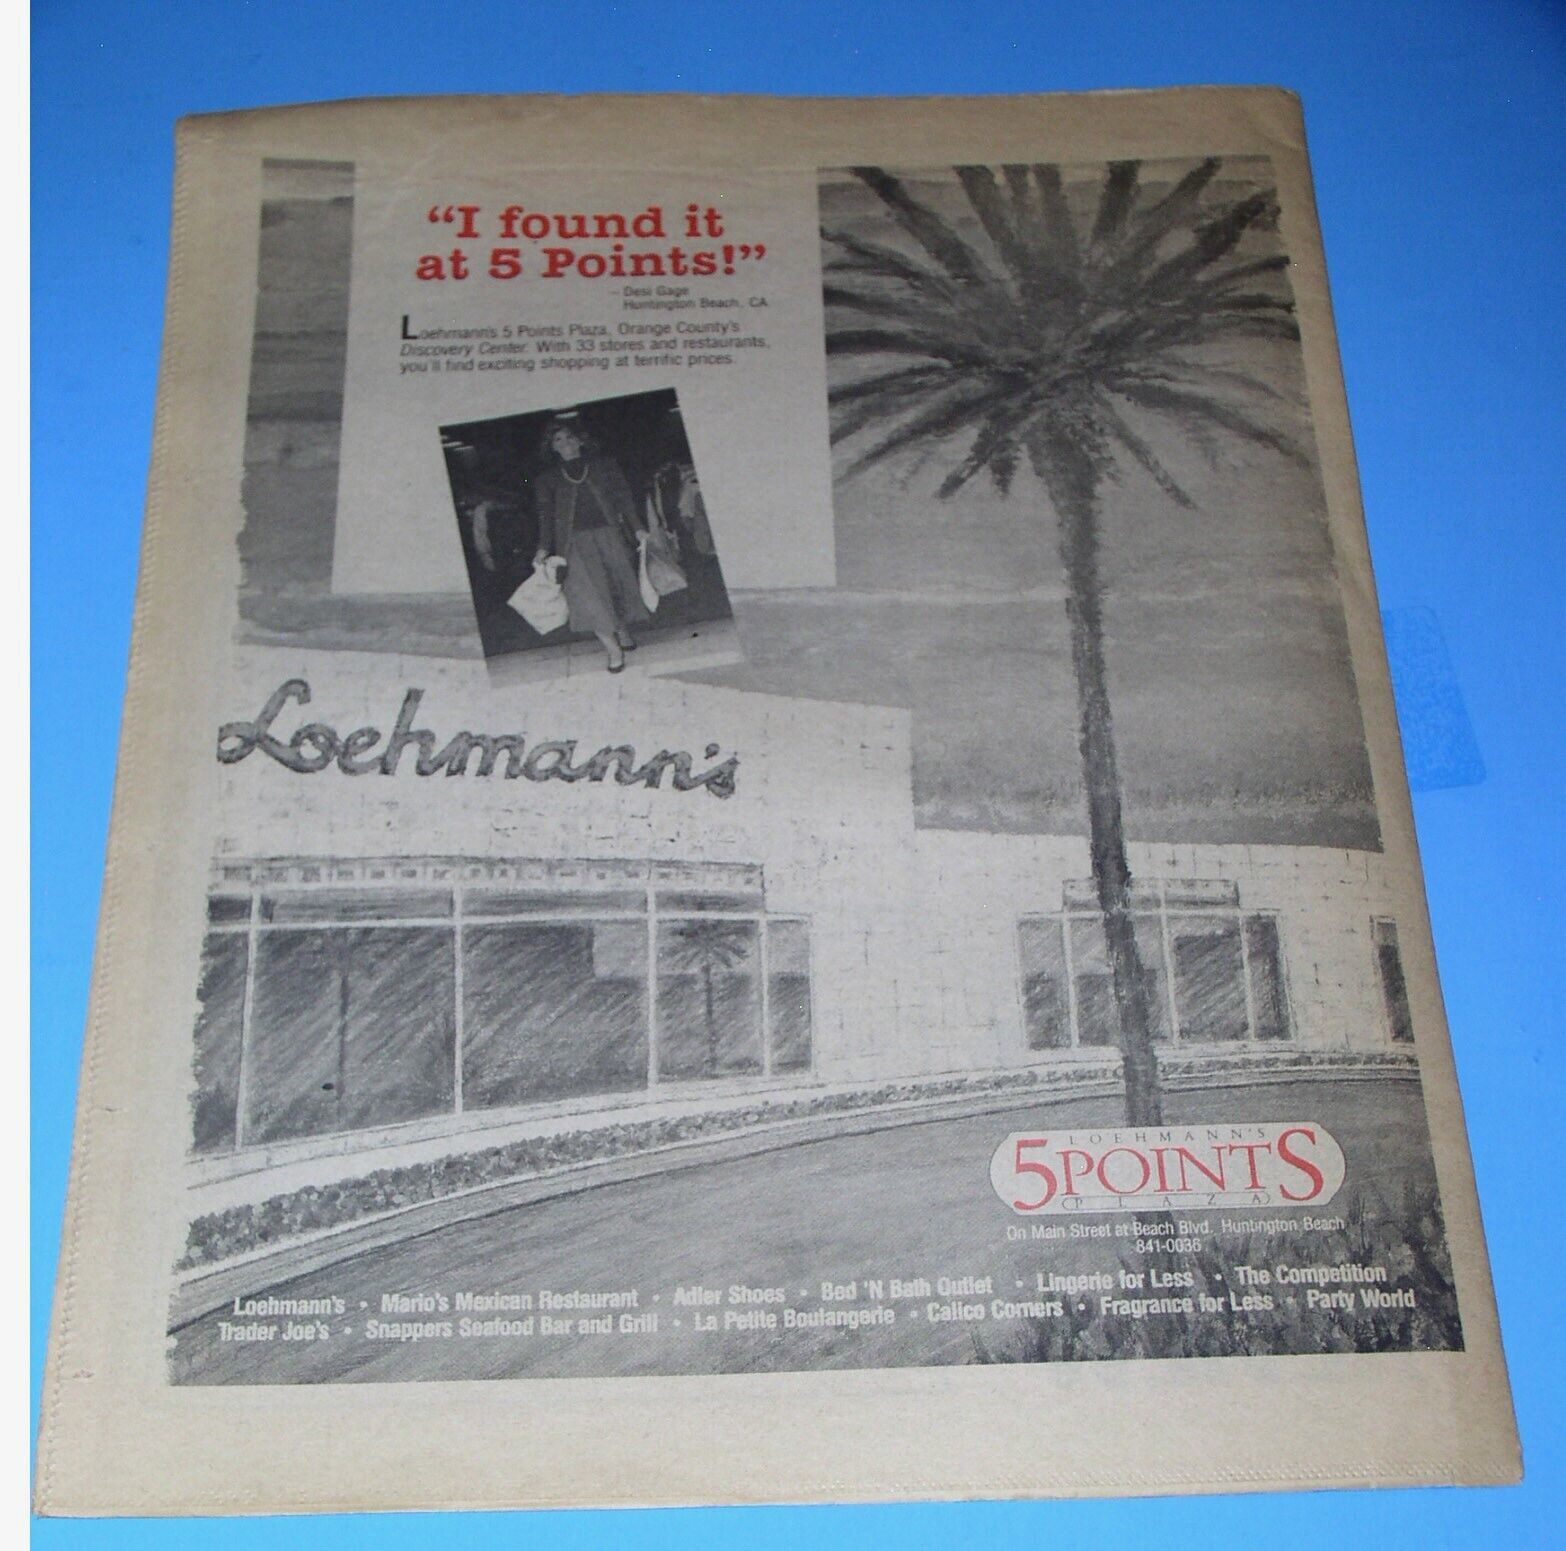 “I found it
at 5 Points!”
– Desi Gage
Huntington Beach, CA
Loehmann's 5 Points Plaza, Orange County's
Discovery Center. With 33 stores and restaurants,
you'll find exciting shopping at terrific prices.
Loehmann's
LOEHMANN'S
5POINTS
PLAZA
On Main Street at Beach Blvd. Huntington Beach
841-0036
Loehmann's • Mario's Mexican Restaurant • Adler Shoes • Bed 'N Bath Outlet • Lingerie for Less • The Competition
Trader Joe's • Snappers Seafood Bar and Grill • La Petite Boulangerie • Calico Corners • Fragrance for Less • Party World